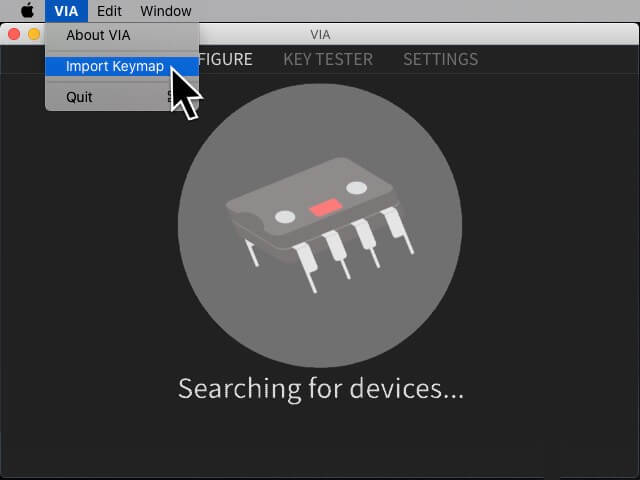 VIA Edit Window
About VIA
VIA
Import Keymap
FIGURE KEY TESTER SETTINGS
Quit
Searching for devices...